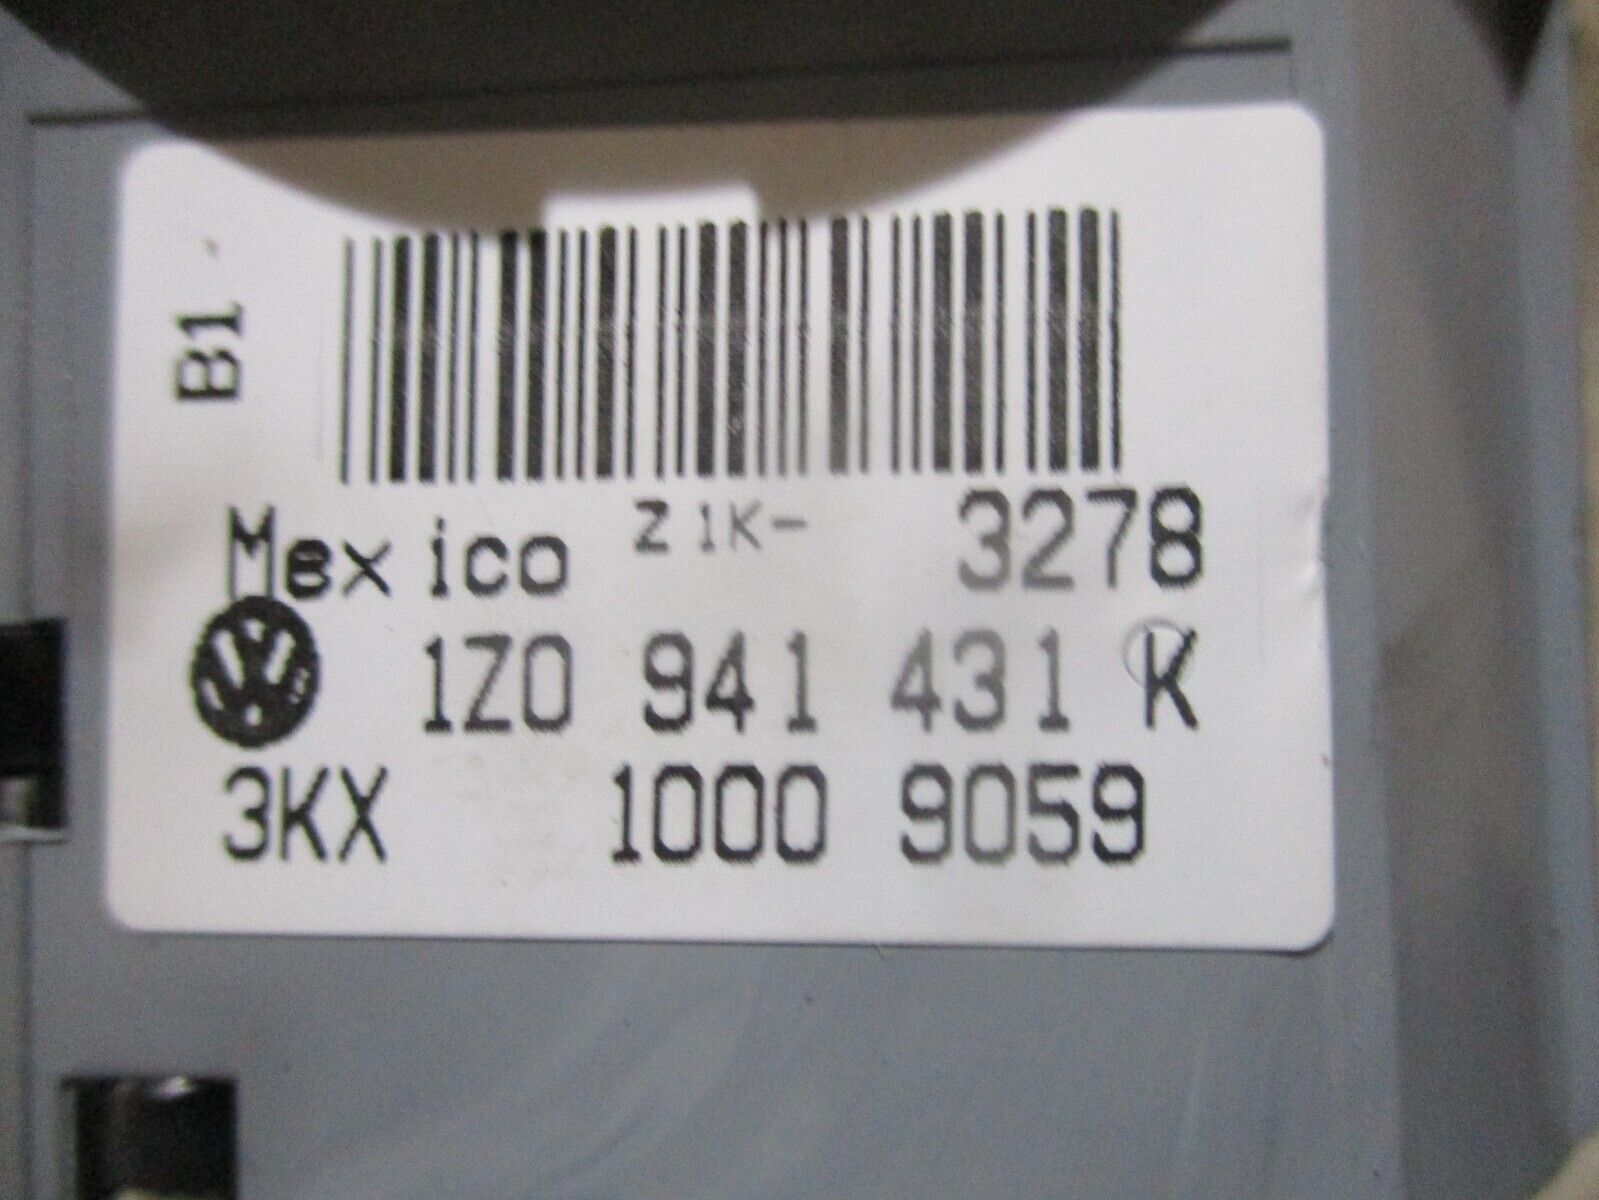 B1
Mexico Z1K- 3278
1Z0 941 431 K
3KX 1000 9059